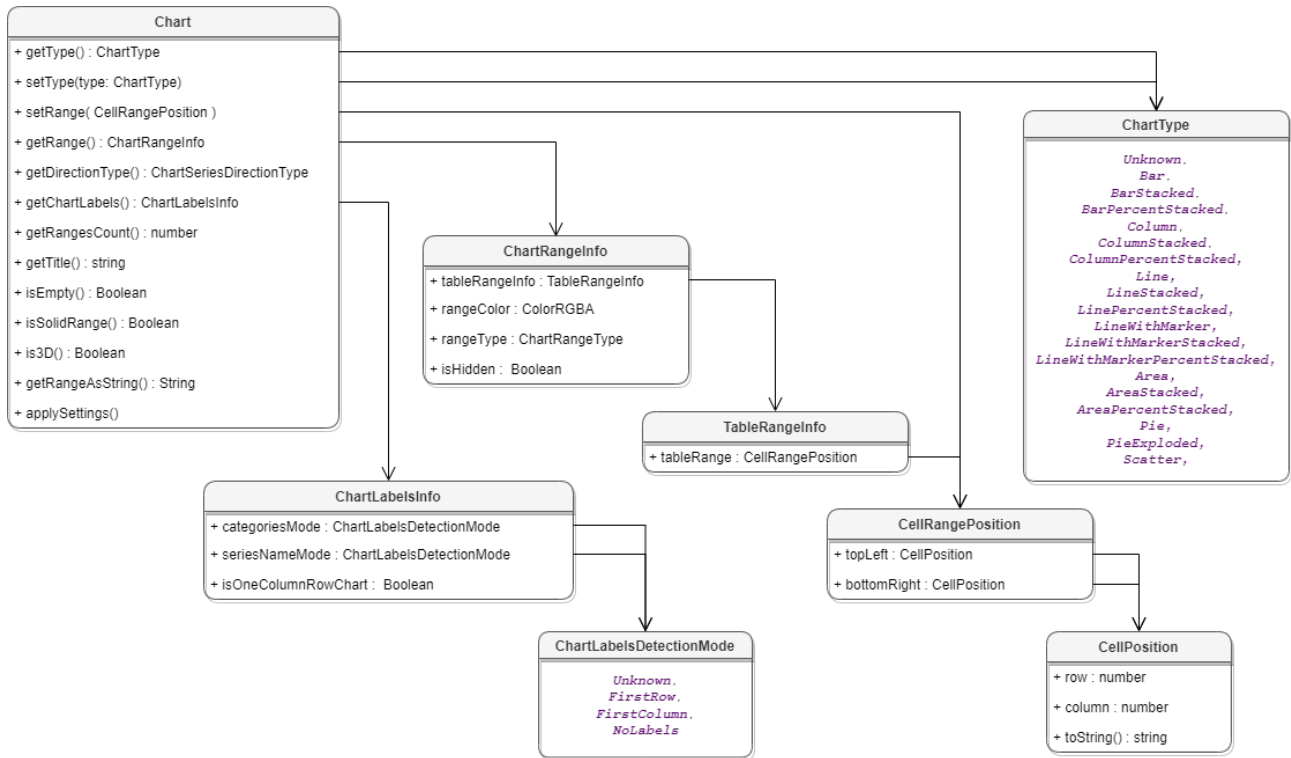 Chart
+ getType() : ChartType
+ setType(type: ChartType)
+ setRange( CellRangePosition )
+ getRange() : ChartRangeInfo
+ getDirectionType() : ChartSeriesDirectionType
+ getChartLabels() : ChartLabelsInfo
+ getRangesCount() : number
+ getTitle() : string
+ isEmpty() : Boolean
+ isSolidRange() : Boolean
+ is3D() : Boolean
+ getRangeAsString() : String
+ applySettings()
ChartType
Unknown.
Bar.
BarStacked.
BarPercentStacked.
Column.
ColumnStacked.
ColumnPercentStacked,
Line,
LineStacked,
LinePercentStacked,
LineWithMarker,
LineWithMarkerStacked,
LineWithMarkerPercentStacked,
Area,
AreaStacked,
AreaPercentStacked,
Pie,
PieExploded,
Scatter,
ChartRangeInfo
+ tableRangeInfo : TableRangeInfo
+ rangeColor : ColorRGBA
+ rangeType : ChartRangeType
+ isHidden : Boolean
TableRangeInfo
+ tableRange : CellRangePosition
ChartLabelsInfo
+ categoriesMode : ChartLabelsDetectionMode
+ seriesNameMode : ChartLabelsDetectionMode
+ isOneColumnRowChart : Boolean
CellRangePosition
+ topLeft : CellPosition
+ bottomRight : CellPosition
ChartLabelsDetectionMode
Unknown.
FirstRow.
FirstColumn.
NoLabels
CellPosition
+ row : number
+ column : number
+ toString() : string